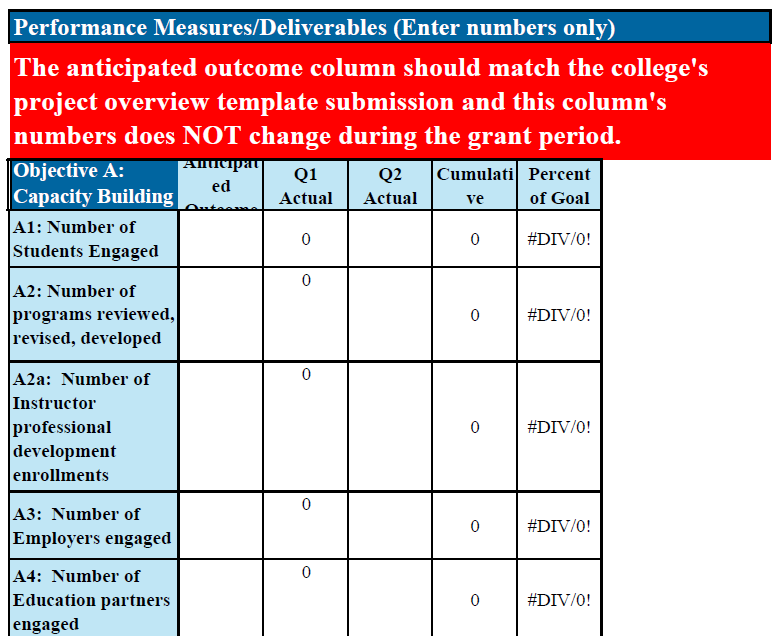 Performance Measures/Deliverables (Enter numbers only)
The anticipated outcome column should match the college's
project overview template submission and this column's
numbers does NOT change during the grant period.
Objective A:
Capacity Building
Anticipat
ed
Outcome
Q1
Actual
Q2
Actual
Cumulati
ve
Percent
of Goal
A1: Number of
Students Engaged
0
0
#DIV/0!
A2: Number of
programs reviewed,
revised, developed
0
0
#DIV/0!
A2a:  Number of
Instructor
professional
development
enrollments
0
0
#DIV/0!
A3:  Number of
Employers engaged
0
0
#DIV/0!
A4:  Number of
Education partners
engaged
0
0
#DIV/0!